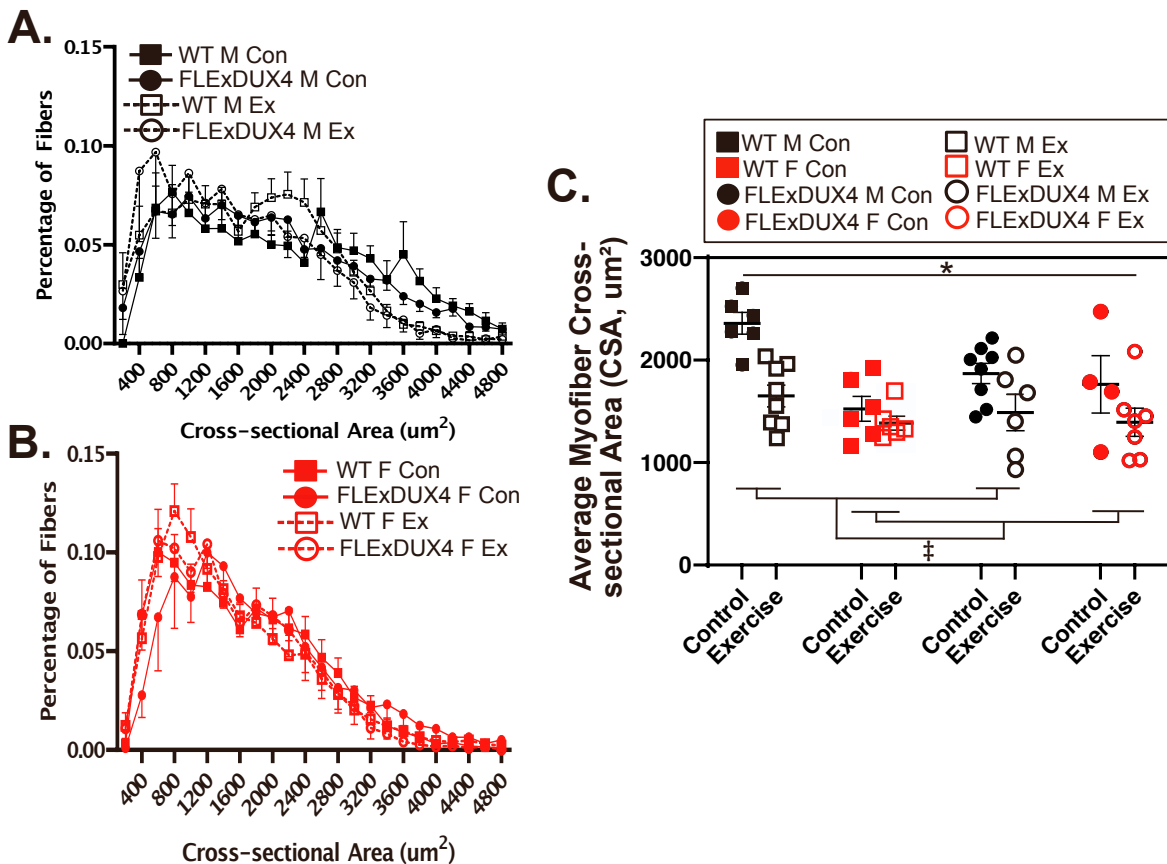 A.
Percentage of Fibers
0.15
0.10
0.05
0.00
WT M Con
FLExDUX4 M Con
WT M Ex
FLExDUX4 M Ex
400
800
1200
1600
2000
2200
2400
2800
3200
3600
4000
4400
4800
Cross-sectional Area (um²)
B.
Percentage of Fibers
0.15
0.10
0.05
0.00
WT F Con
FLExDUX4 F Con
WT F Ex
FLExDUX4 F Ex
400
800
1200
1600
2000
2400
2800
3200
3600
4000
4400
4800
Cross-sectional Area (um²)
C.
WT M Con
WT F Con
FLExDUX4 M Con
FLExDUX4 F Con
WT M Ex
WT F Ex
FLExDUX4 M Ex
FLExDUX4 F Ex
Average Myofiber Cross-
sectional Area (CSA, um²)
3000
2000
1000
0
*
‡
Control
Exercise
Control
Exercise
Control
Exercise
Control
Exercise